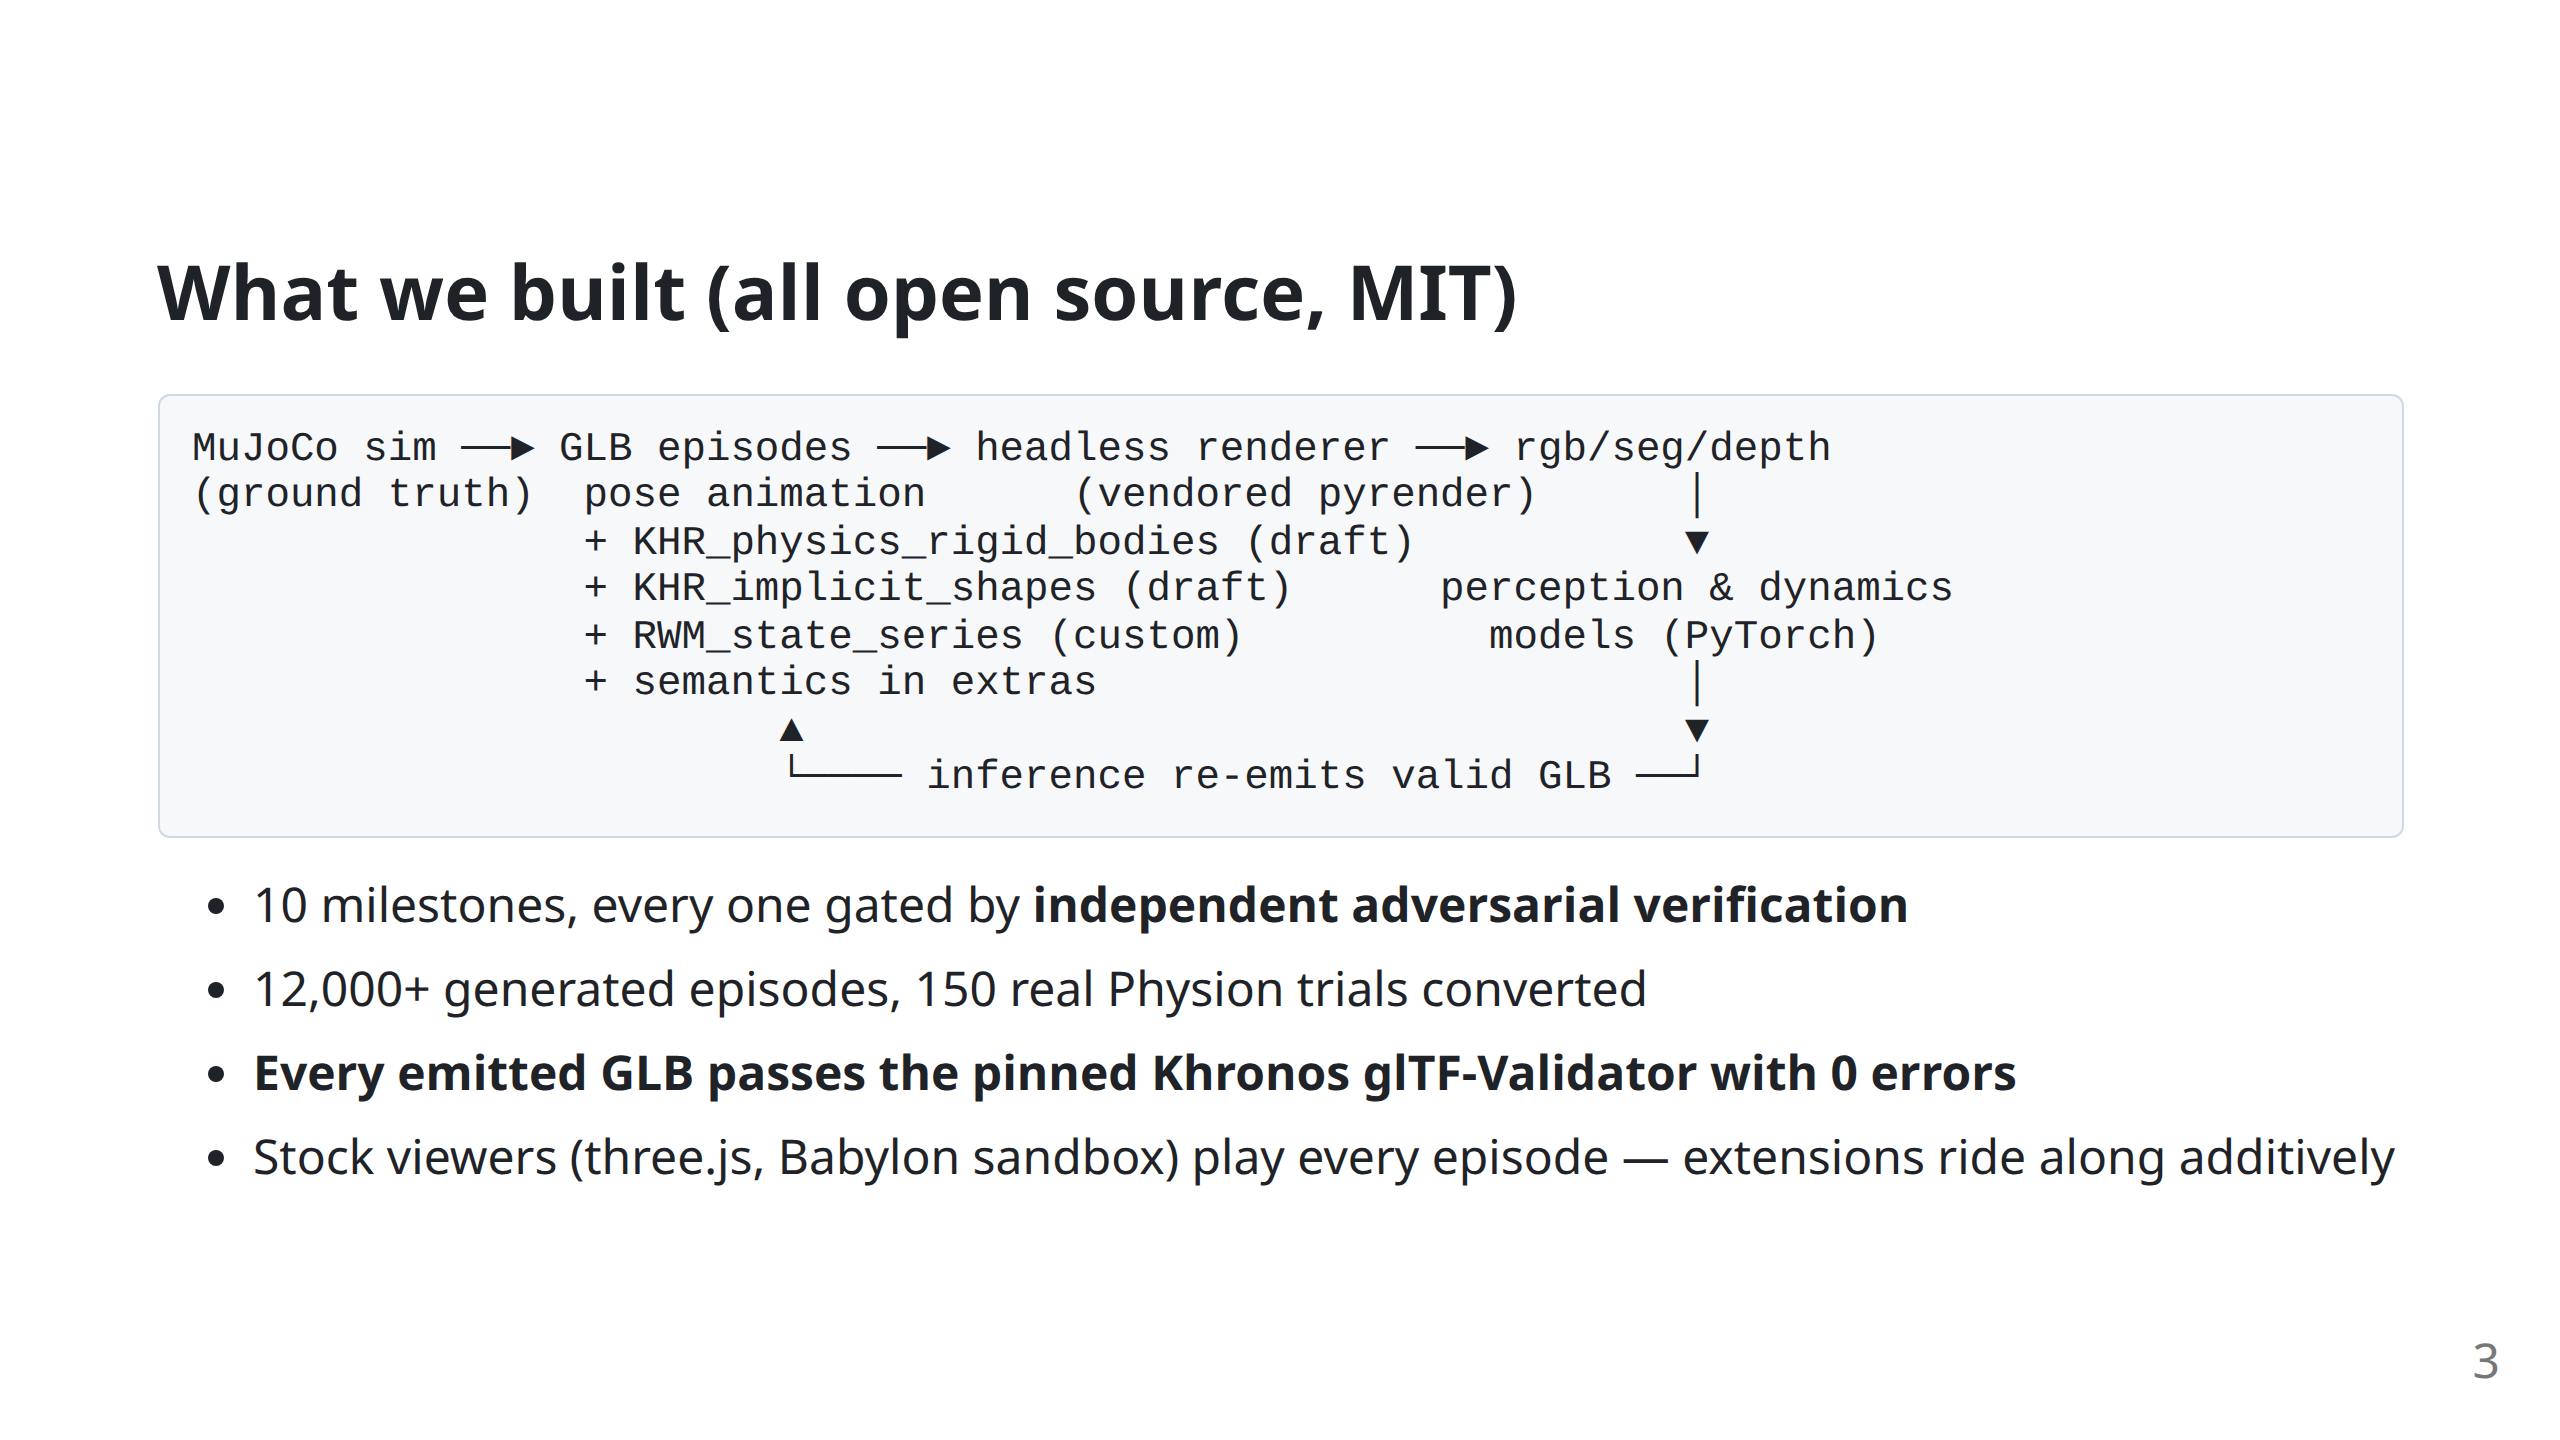 What we built (all open source, MIT)
MuJoCo sim ──▶ GLB episodes ──▶ headless renderer ──▶ rgb/seg/depth
(ground truth)  pose animation      (vendored pyrender)      │
                + KHR_physics_rigid_bodies (draft)           ▼
                + KHR_implicit_shapes (draft)      perception & dynamics
                + RWM_state_series (custom)          models (PyTorch)
                + semantics in extras                        │
                        ▲                                    ▼
                        └──── inference re-emits valid GLB ──┘
• 10 milestones, every one gated by independent adversarial verification
• 12,000+ generated episodes, 150 real Physion trials converted
• Every emitted GLB passes the pinned Khronos glTF-Validator with 0 errors
• Stock viewers (three.js, Babylon sandbox) play every episode — extensions ride along additively
3